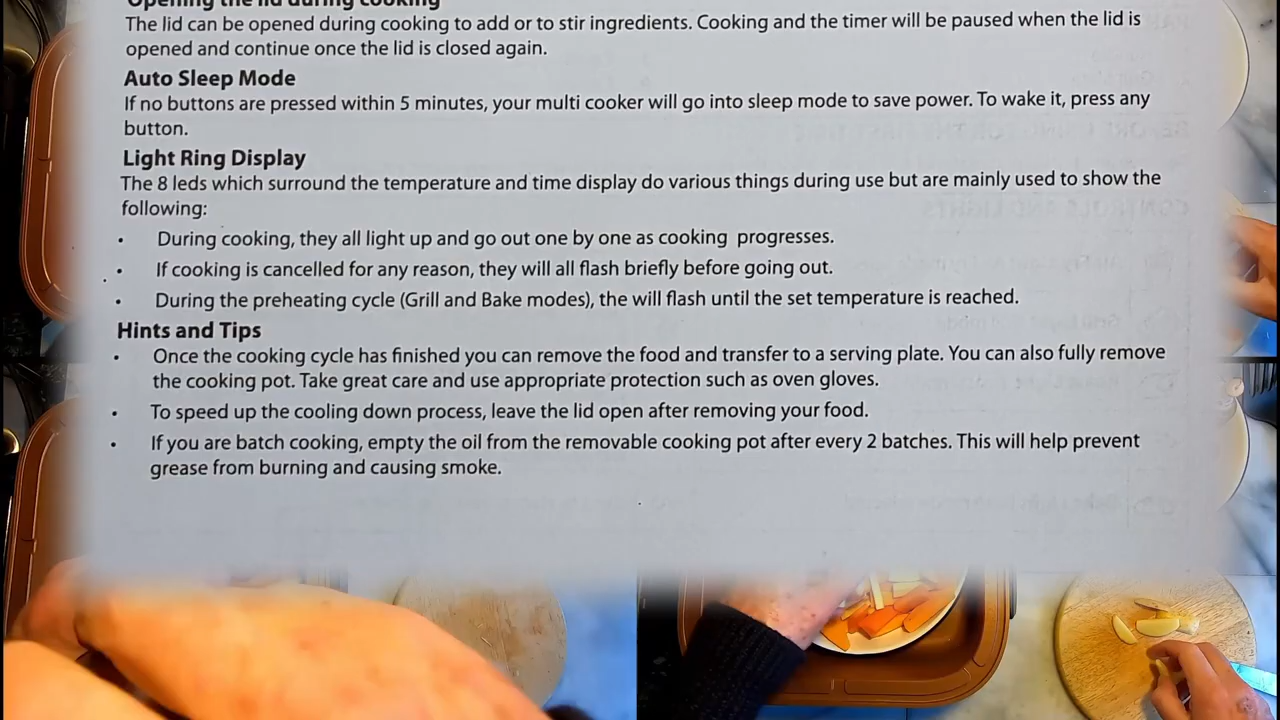 Opening the lid during cooking
The lid can be opened during cooking to add or to stir ingredients. Cooking and the timer will be paused when the lid is
opened and continue once the lid is closed again.
Auto Sleep Mode
If no buttons are pressed within 5 minutes, your multi cooker will go into sleep mode to save power. To wake it, press any
button.
Light Ring Display
The 8 leds which surround the temperature and time display do various things during use but are mainly used to show the
following:
• During cooking, they all light up and go out one by one as cooking progresses.
• If cooking is cancelled for any reason, they will all flash briefly before going out.
• During the preheating cycle (Grill and Bake modes), the will flash until the set temperature is reached.
Hints and Tips
• Once the cooking cycle has finished you can remove the food and transfer to a serving plate. You can also fully remove
the cooking pot. Take great care and use appropriate protection such as oven gloves.
• To speed up the cooling down process, leave the lid open after removing your food.
• If you are batch cooking, empty the oil from the removable cooking pot after every 2 batches. This will help prevent
grease from burning and causing smoke.